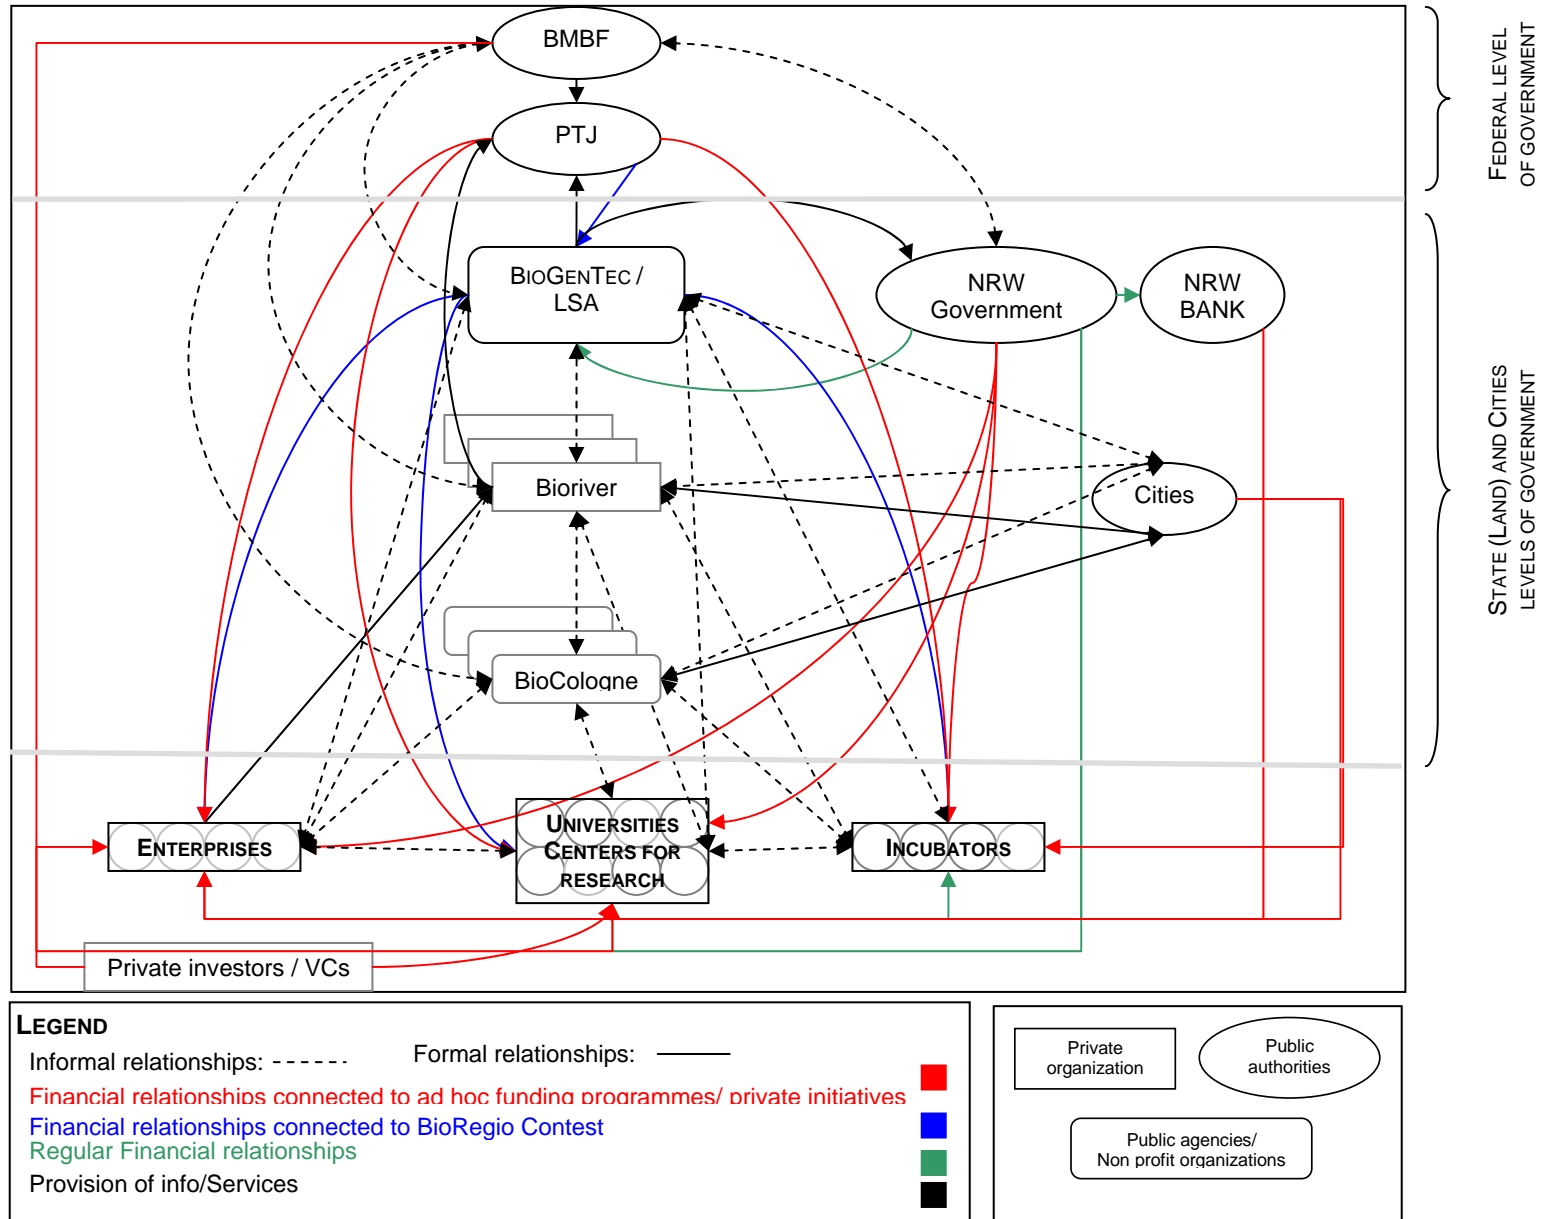 BMBF
PTJ
FEDERAL LEVEL
OF GOVERNMENT
BIOGENTEC /
LSA
NRW
Government
NRW
BANK
Bioriver
Cities
STATE (LAND) AND CITIES
LEVELS OF GOVERNMENT
BioCologne
ENTERPRISES
UNIVERSITIES
CENTERS FOR
RESEARCH
INCUBATORS
Private investors / VCs
LEGEND
Informal relationships:
Formal relationships:
Financial relationships connected to ad hoc funding programmes/ private initiatives
Financial relationships connected to BioRegio Contest
Regular Financial relationships
Provision of info/Services
Private
organization
Public
authorities
Public agencies/
Non profit organizations